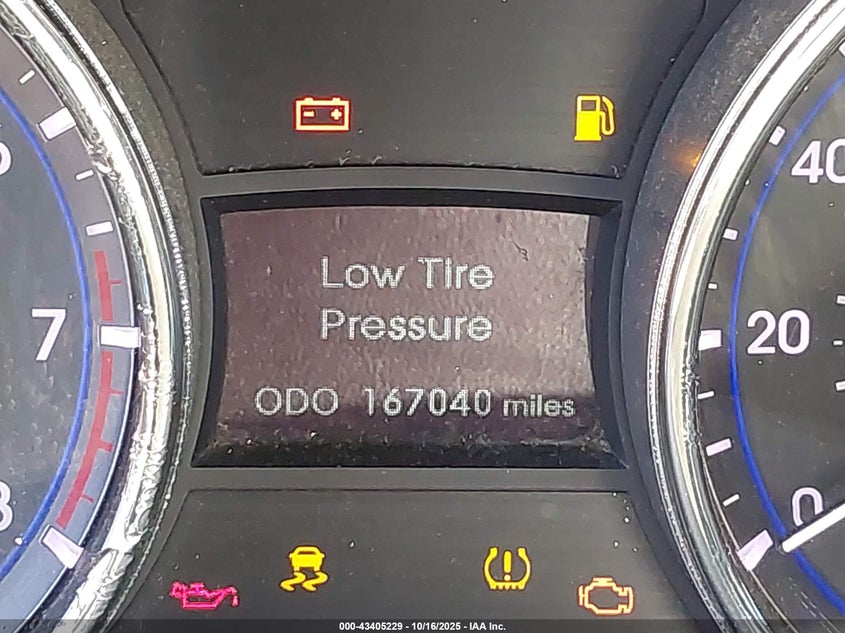 Low Tire
Pressure
ODO 167040 miles
7
40
20
0
000-43405229 - 10/16/2025 - IAA Inc.